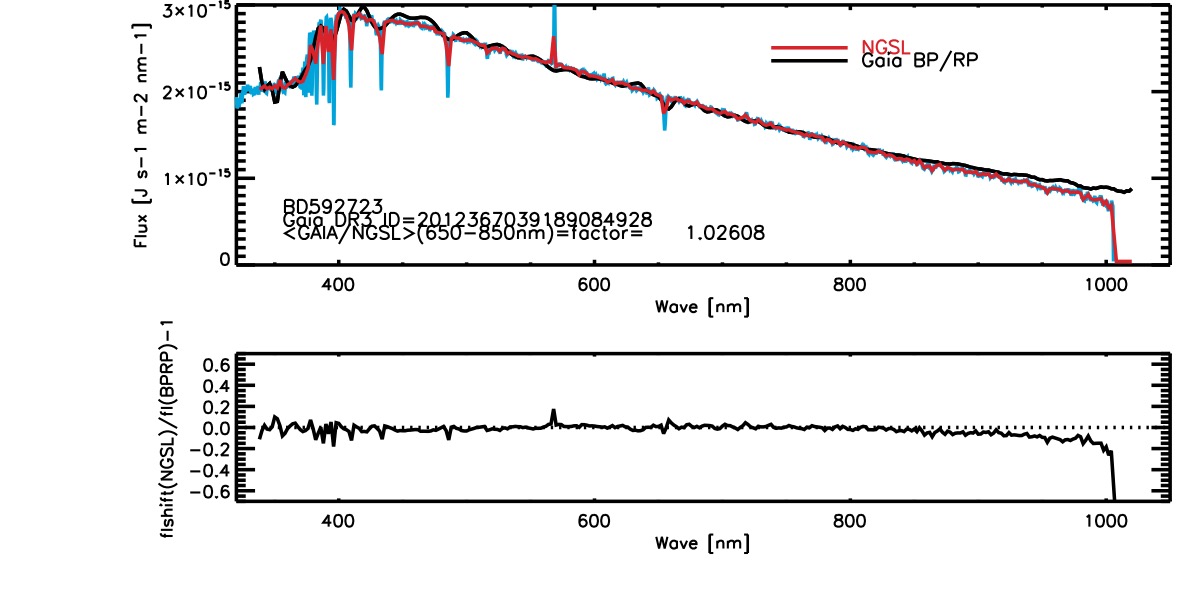 3×10⁻¹⁵
2×10⁻¹⁵
1×10⁻¹⁵
0
Flux [J s−1 m−2 nm−1]
NGSL
Gaia BP/RP
BD592723
Gaia DR3 ID=2012367039189084928
<GAIA/NGSL>(650−850nm)=factor= 1.02608
400 600 800 1000
Wave [nm]
0.6
0.4
0.2
0.0
−0.2
−0.4
−0.6
flshift(NGSL)/fl(BPRP)−1
400 600 800 1000
Wave [nm]